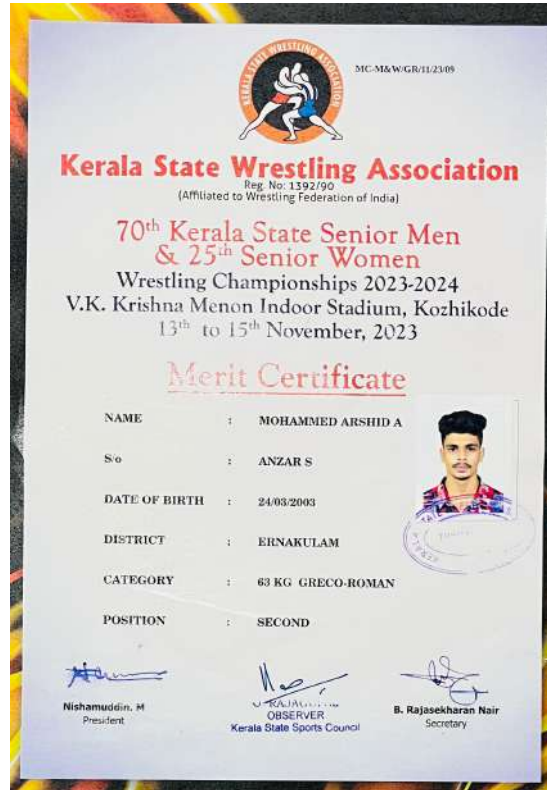 KERALA STATE WRESTLING ASSOCIATION
MC-M&W/GR/11/23/09
Kerala State Wrestling Association
Reg. No: 1392/90
(Affiliated to Wrestling Federation of India)
70th Kerala State Senior Men
& 25th Senior Women
Wrestling Championships 2023-2024
V.K. Krishna Menon Indoor Stadium, Kozhikode
13th to 15th November, 2023
Merit Certificate
NAME : MOHAMMED ARSHID A
S/o : ANZAR S
DATE OF BIRTH : 24/03/2003
DISTRICT : ERNAKULAM
CATEGORY : 63 KG GRECO-ROMAN
POSITION : SECOND
Nishamuddin. M
President
OBSERVER
Kerala State Sports Council
B. Rajasekharan Nair
Secretary